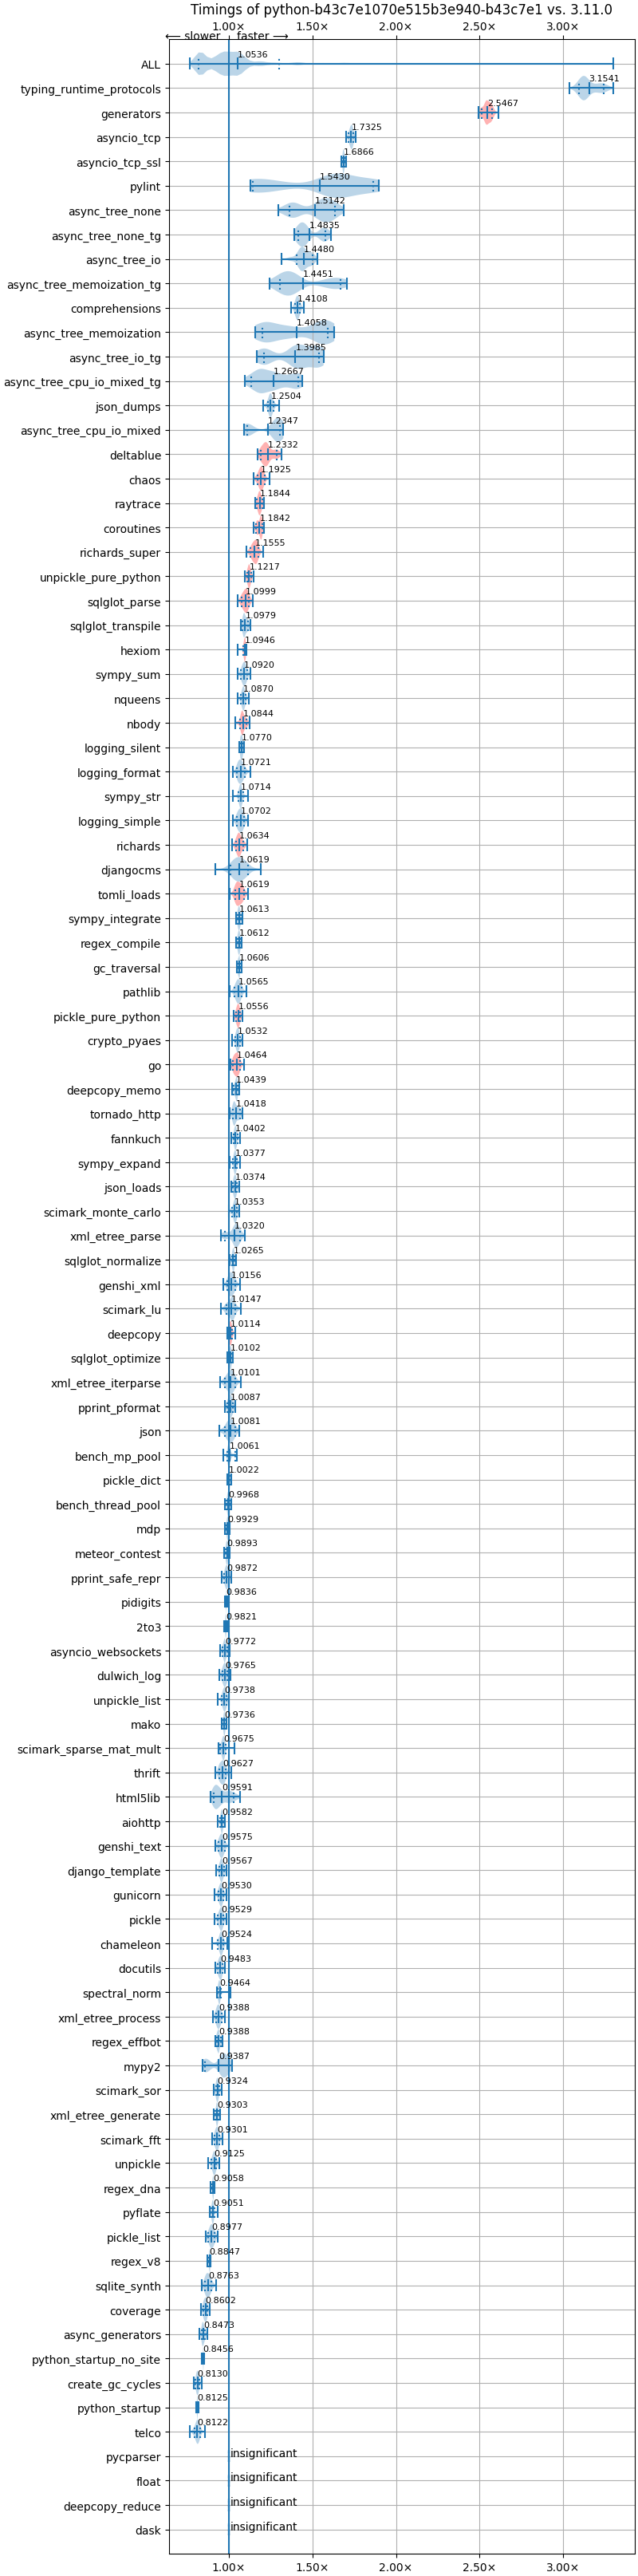 Timings of python-b43c7e1070e515b3e940-b43c7e1 vs. 3.11.0
1.00× 1.50× 2.00× 2.50× 3.00×
⟵ slower faster ⟶
ALL 1.0536
typing_runtime_protocols 3.1541
generators 2.5467
asyncio_tcp 1.7325
asyncio_tcp_ssl 1.6866
pylint 1.5430
async_tree_none 1.5142
async_tree_none_tg 1.4835
async_tree_io 1.4480
async_tree_memoization_tg 1.4451
comprehensions 1.4108
async_tree_memoization 1.4058
async_tree_io_tg 1.3985
async_tree_cpu_io_mixed_tg 1.2667
json_dumps 1.2504
async_tree_cpu_io_mixed 1.2347
deltablue 1.2332
chaos 1.1925
raytrace 1.1844
coroutines 1.1842
richards_super 1.1555
unpickle_pure_python 1.1217
sqlglot_parse 1.0999
sqlglot_transpile 1.0979
hexiom 1.0946
sympy_sum 1.0920
nqueens 1.0870
nbody 1.0844
logging_silent 1.0770
logging_format 1.0721
sympy_str 1.0714
logging_simple 1.0702
richards 1.0634
djangocms 1.0619
tomli_loads 1.0619
sympy_integrate 1.0613
regex_compile 1.0612
gc_traversal 1.0606
pathlib 1.0565
pickle_pure_python 1.0556
crypto_pyaes 1.0532
go 1.0464
deepcopy_memo 1.0439
tornado_http 1.0418
fannkuch 1.0402
sympy_expand 1.0377
json_loads 1.0374
scimark_monte_carlo 1.0353
xml_etree_parse 1.0320
sqlglot_normalize 1.0265
genshi_xml 1.0156
scimark_lu 1.0147
deepcopy 1.0114
sqlglot_optimize 1.0102
xml_etree_iterparse 1.0101
pprint_pformat 1.0087
json 1.0081
bench_mp_pool 1.0061
pickle_dict 1.0022
bench_thread_pool 0.9968
mdp 0.9929
meteor_contest 0.9893
pprint_safe_repr 0.9872
pidigits 0.9836
2to3 0.9821
asyncio_websockets 0.9772
dulwich_log 0.9765
unpickle_list 0.9738
mako 0.9736
scimark_sparse_mat_mult 0.9675
thrift 0.9627
html5lib 0.9591
aiohttp 0.9582
genshi_text 0.9575
django_template 0.9567
gunicorn 0.9530
pickle 0.9529
chameleon 0.9524
docutils 0.9483
spectral_norm 0.9464
xml_etree_process 0.9388
regex_effbot 0.9388
mypy2 0.9387
scimark_sor 0.9324
xml_etree_generate 0.9303
scimark_fft 0.9301
unpickle 0.9125
regex_dna 0.9058
pyflate 0.9051
pickle_list 0.8977
regex_v8 0.8847
sqlite_synth 0.8763
coverage 0.8602
async_generators 0.8473
python_startup_no_site 0.8456
create_gc_cycles 0.8130
python_startup 0.8125
telco 0.8122
pycparser insignificant
float insignificant
deepcopy_reduce insignificant
dask insignificant
1.00× 1.50× 2.00× 2.50× 3.00×